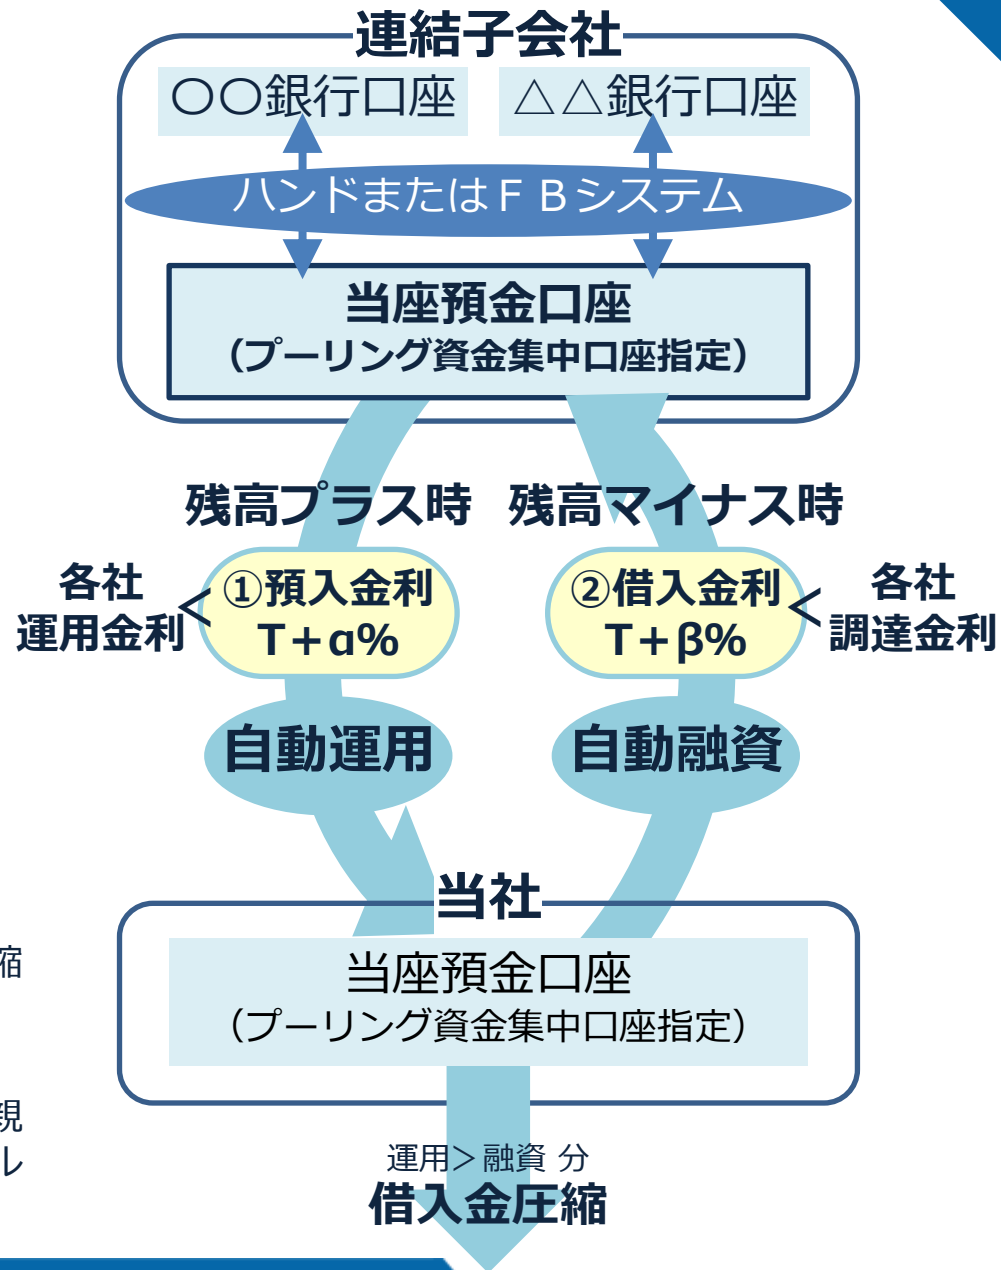 連結子会社
〇〇銀行口座
△△銀行口座
ハンドまたはＦＢシステム
当座預金口座
（プーリング資金集中口座指定）
残高プラス時
残高マイナス時
各社
運用金利
<
①預入金利
T＋α%
②借入金利
T＋β%
<
各社
調達金利
自動運用
自動融資
当社
縮
当座預金口座
（プーリング資金集中口座指定）
親
ル
運用＞融資 分
借入金圧縮